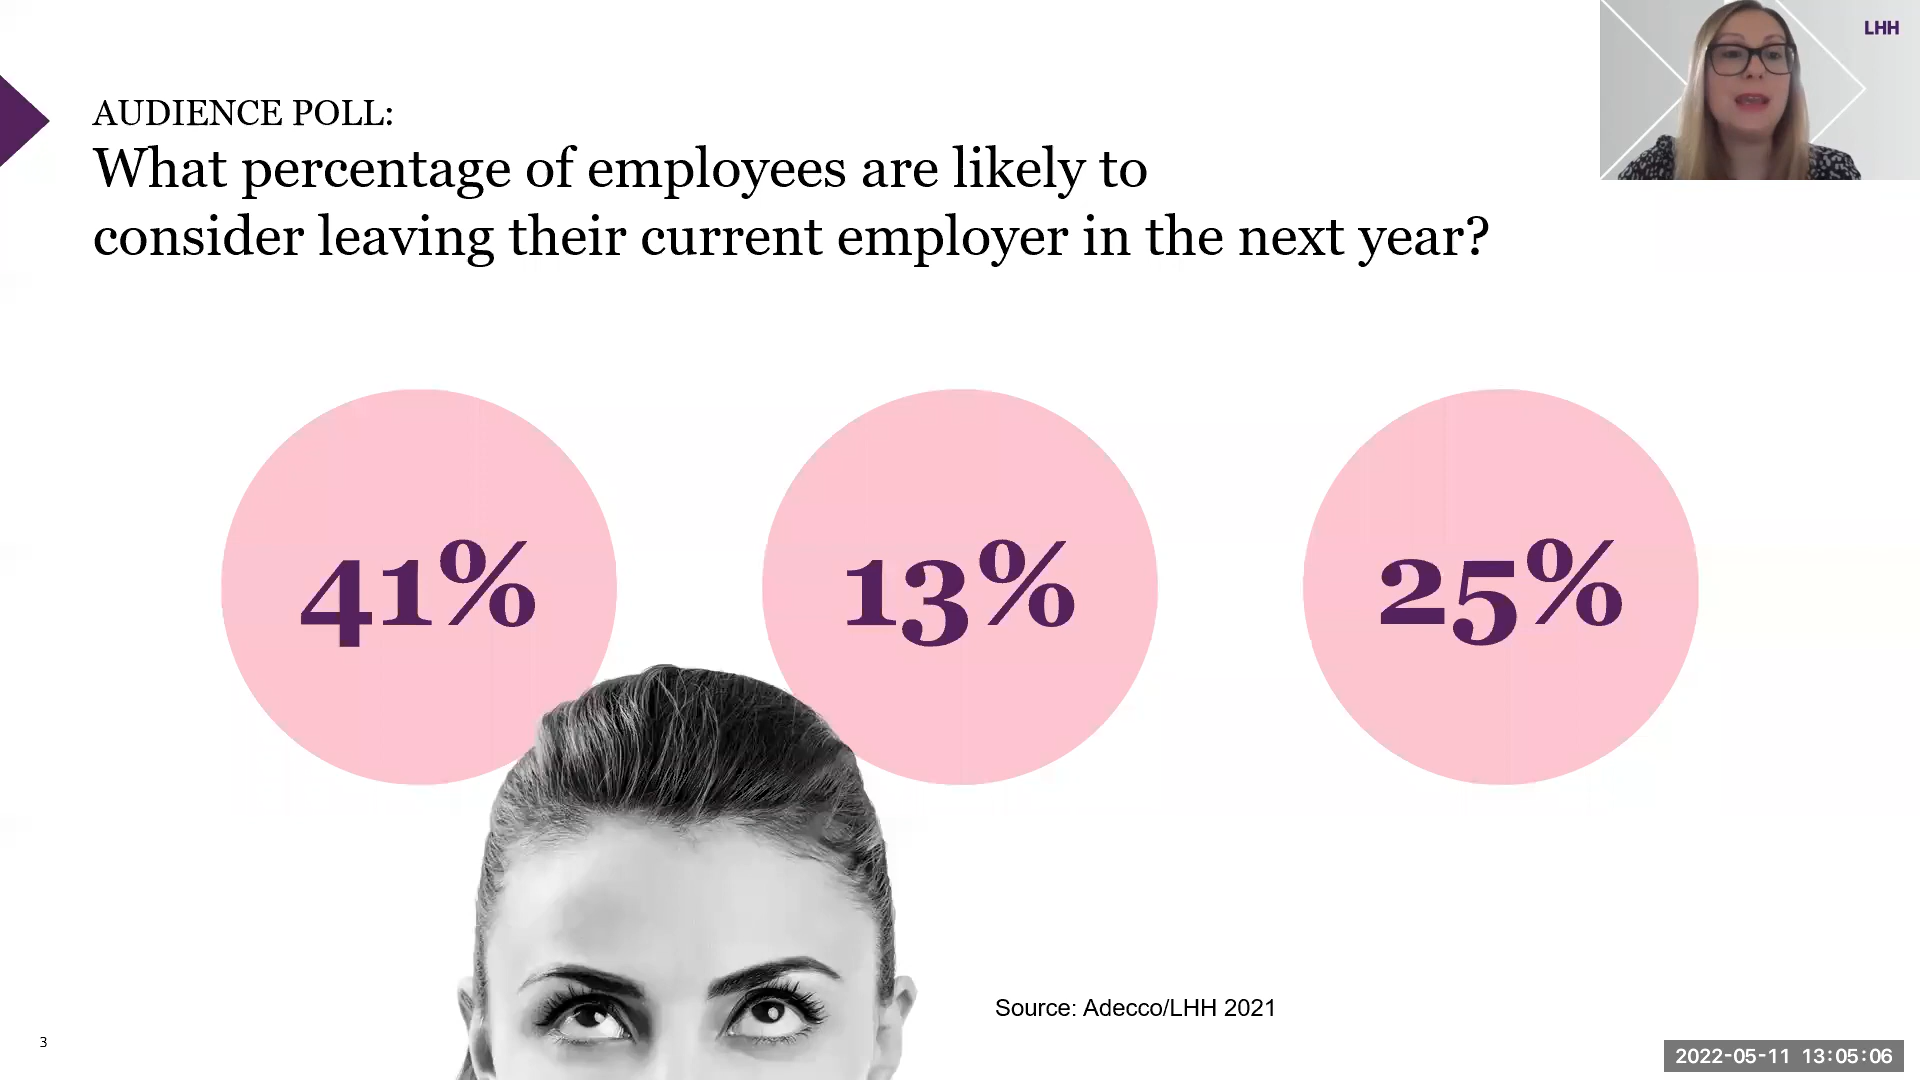 LHH
AUDIENCE POLL:
What percentage of employees are likely to
consider leaving their current employer in the next year?
41%
13%
25%
Source: Adecco/LHH 2021
3
2022-05-11 13:05:06